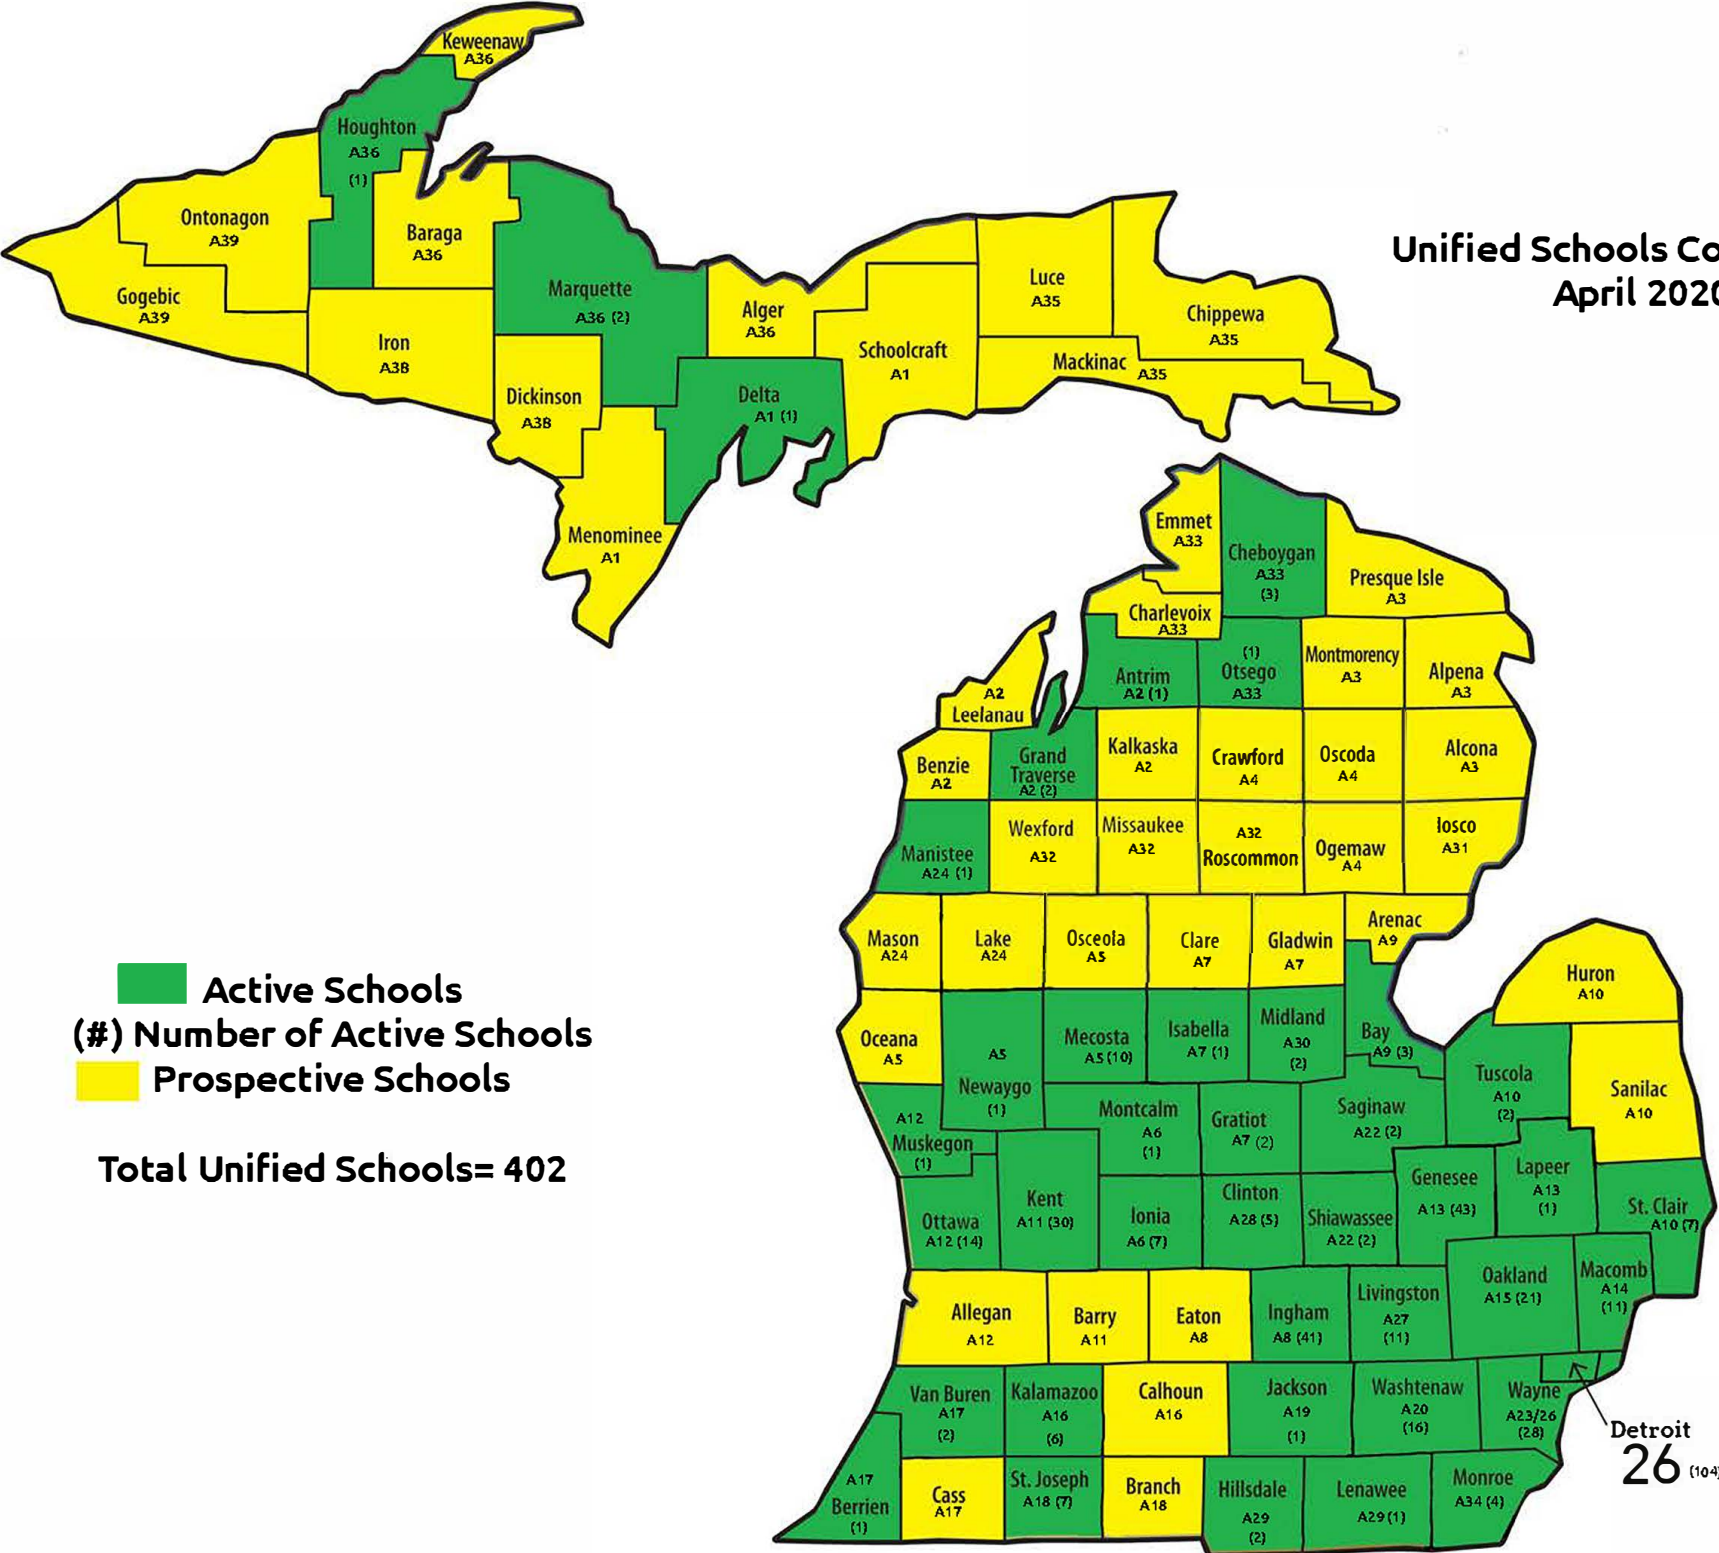 Keweenaw
A36
Houghton
A36
(1)
Ontonagon
A39
Baraga
A36
Gogebic
A39
Marquette
A36 (2)
Iron
A38
Dickinson
A38
Alger
A36
Luce
A35
Chippewa
A35
Schoolcraft
A1
Mackinac
A35
Delta
A1 (1)
Menominee
A1
Unified Schools Co
April 2020
Emmet
A33
Cheboygan
A33
(3)
Presque Isle
A3
Charlevoix
A33
Antrim
A2 (1)
(1)
Otsego
A33
Montmorency
A3
Alpena
A3
A2
Leelanau
Benzie
A2
Grand
Traverse
A2 (2)
Kalkaska
A2
Crawford
A4
Oscoda
A4
Alcona
A3
Manistee
A24 (1)
Wexford
A32
Missaukee
A32
A32
Roscommon
Ogemaw
A4
Iosco
A31
Mason
A24
Lake
A24
Osceola
A5
Clare
A7
Gladwin
A7
Arenac
A9
Huron
A10
Oceana
A5
A5
Newaygo
(1)
Mecosta
A5 (10)
Isabella
A7 (1)
Midland
A30
(2)
Bay
A9 (3)
Tuscola
A10
(2)
Sanilac
A10
Active Schools
(#) Number of Active Schools
Prospective Schools
Total Unified Schools= 402
A12
Muskegon
(1)
Montcalm
A6
(1)
Gratiot
A7 (2)
Saginaw
A22 (2)
Ottawa
A12 (14)
Kent
A11 (30)
Ionia
A6 (7)
Clinton
A28 (5)
Shiawassee
A22 (2)
Genesee
A13 (43)
Lapeer
A13
(1)
St. Clair
A10 (7)
Allegan
A12
Barry
A11
Eaton
A8
Ingham
A8 (41)
Livingston
A27
(11)
Oakland
A15 (21)
Macomb
A14
(11)
Van Buren
A17
(2)
Kalamazoo
A16
(6)
Calhoun
A16
Jackson
A19
(1)
Washtenaw
A20
(16)
Wayne
A23/26
(28)
Detroit
26 (104)
A17
Berrien
(1)
Cass
A17
St. Joseph
A18 (7)
Branch
A18
Hillsdale
A29
(2)
Lenawee
A29 (1)
Monroe
A34 (4)